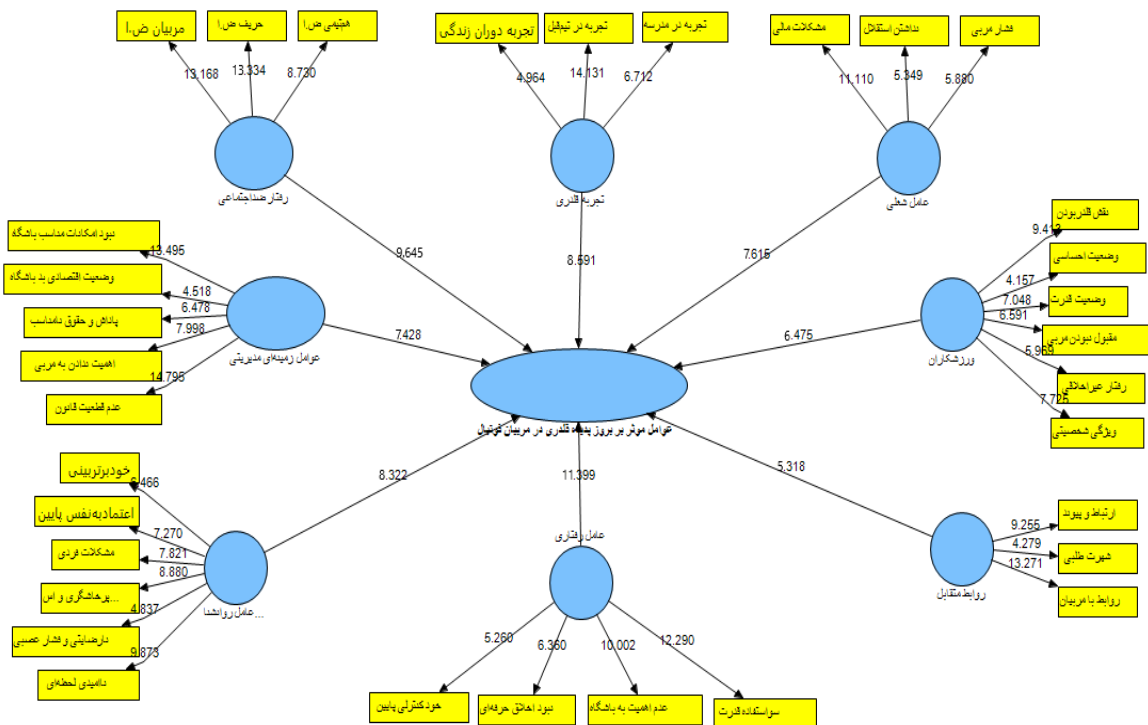 تجربه در مدرسه
تجربه در تیم‌قبل
تجربه دوران زندگی
6.712
14.131
4.964
تجربه قلدری
فشار مربی
نداشتن استقلال
مشکلات مالی
5.880
5.349
11.110
عامل شغلی
هم‌تیمی ض.ا
حریف ض.ا
مربیان ض.ا
8.730
13.334
13.168
رفتار ضداجتماعی
9.645
8.591
7.615
نقش قلدربودن
وضعیت احساسی
وضعیت قدرت
مقبول نبودن مربی
رفتار غیراخلاقی
ویژگی شخصیتی
9.413
4.157
7.048
6.591
5.969
7.725
ورزشکاران
6.475
نبود امکانات مناسب باشگاه
وضعیت اقتصادی بد باشگاه
پاداش و حقوق نامناسب
اهمیت ندادن به مربی
عدم قطعیت قانون
13.495
4.518
6.478
7.998
14.795
عوامل زمینه‌ای مدیریتی
7.428
عوامل موثر بر بروز پدیده قلدری در مربیان فوتبال
خودبرتربینی
اعتمادبه‌نفس پایین
مشکلات فردی
پرخاشگری و اس...
نارضایتی و فشار عصبی
ناامیدی لحظه‌ای
7.270
7.821
8.880
4.837
9.873
عامل روانشنا...
8.322
11.399
5.318
عامل رفتاری
5.260
6.360
10.002
12.290
سواستفاده قدرت
عدم اهمیت به باشگاه
نبود اخلاق حرفه‌ای
خودکنترلی پایین
ارتباط و پیوند
شهرت طلبی
روابط با مربیان
9.255
4.279
13.271
روابط متقابل